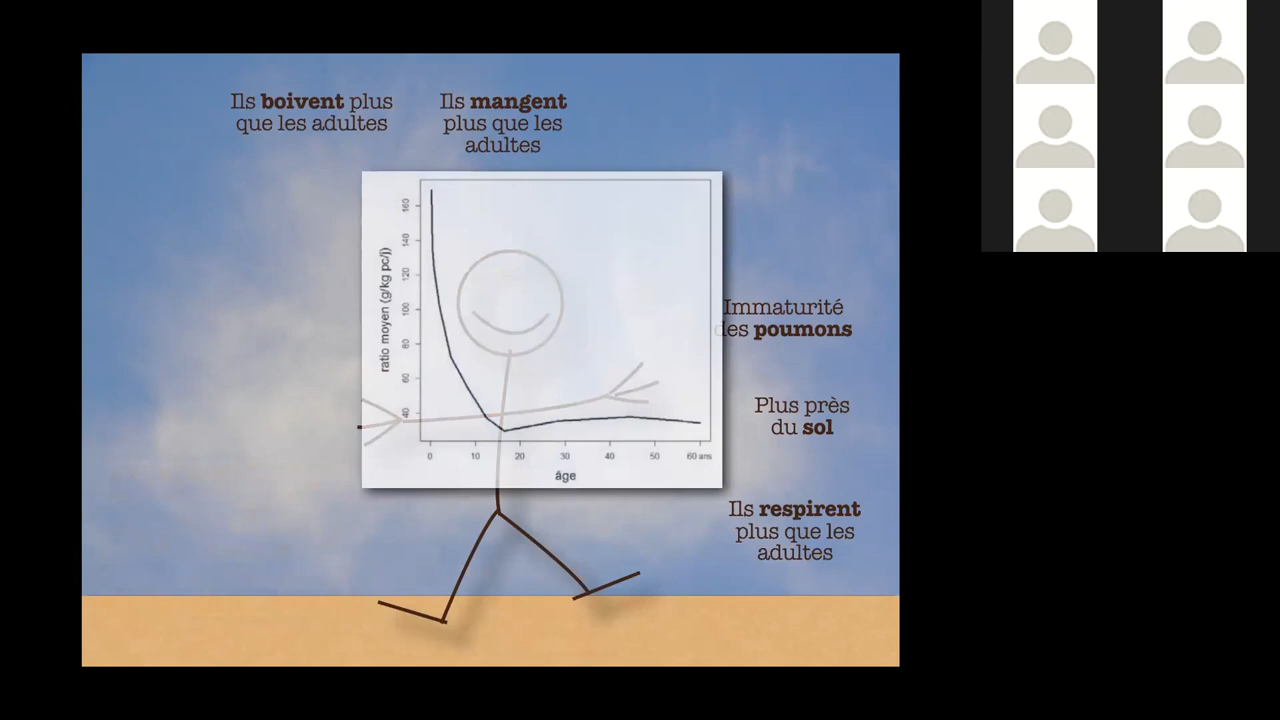 Ils boivent plus
que les adultes
Ils mangent
plus que les
adultes
160
140
120
100
80
60
40
ratio moyen (g/kg pc/j)
0 10 20 30 40 50 60 ans
âge
Immaturité
des poumons
Plus près
du sol
Ils respirent
plus que les
adultes